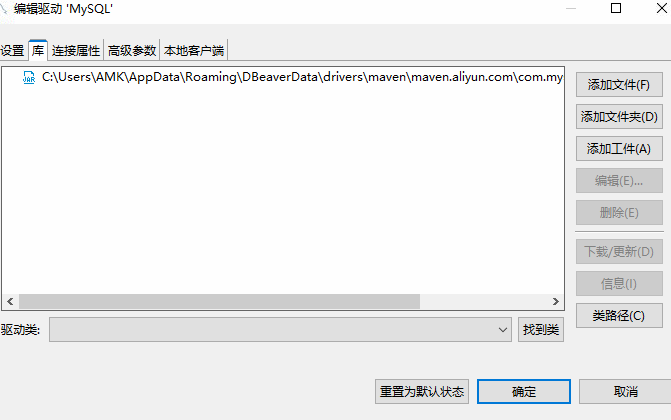 编辑驱动 'MySQL'
设置 库 连接属性 高级参数 本地客户端
JAR C:\Users\AMK\AppData\Roaming\DBeaverData\drivers\maven\maven.aliyun.com\com.my
添加文件(F)
添加文件夹(D)
添加工件(A)
编辑(E)...
删除(E)
下载/更新(D)
信息(I)
类路径(C)
驱动类: 找到类
重置为默认状态 确定 取消